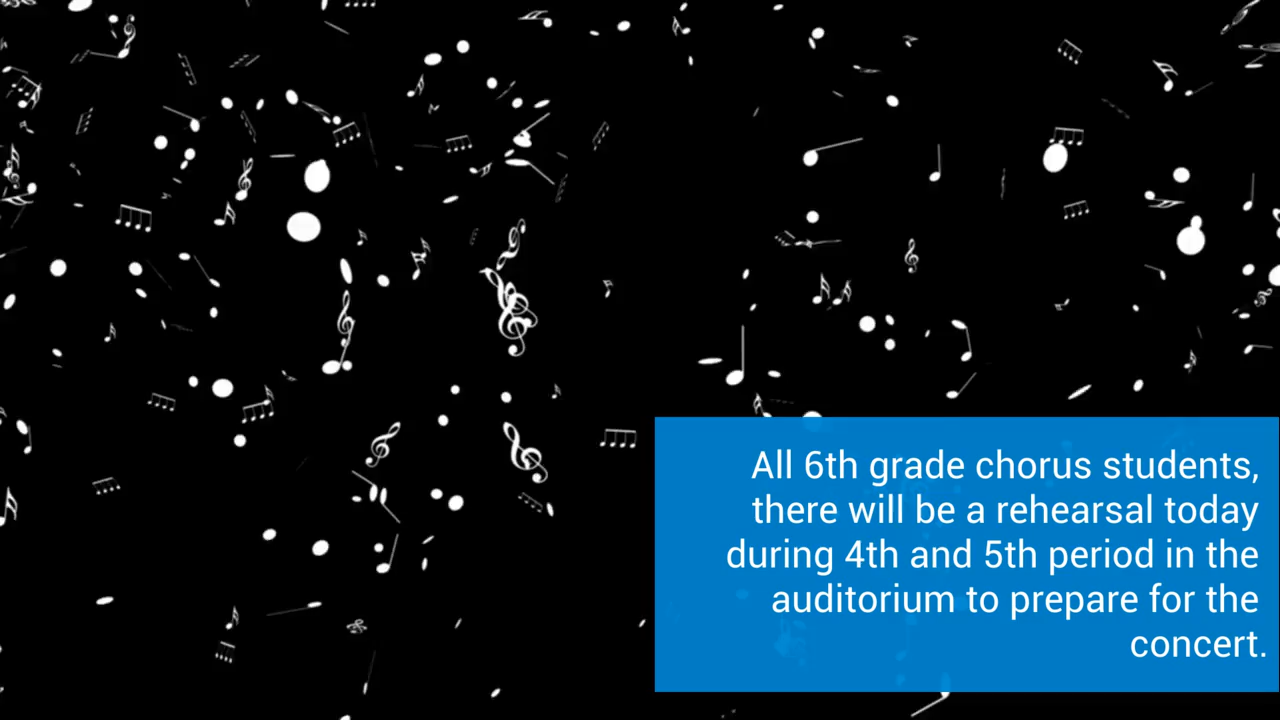 All 6th grade chorus students,
there will be a rehearsal today
during 4th and 5th period in the
auditorium to prepare for the
concert.